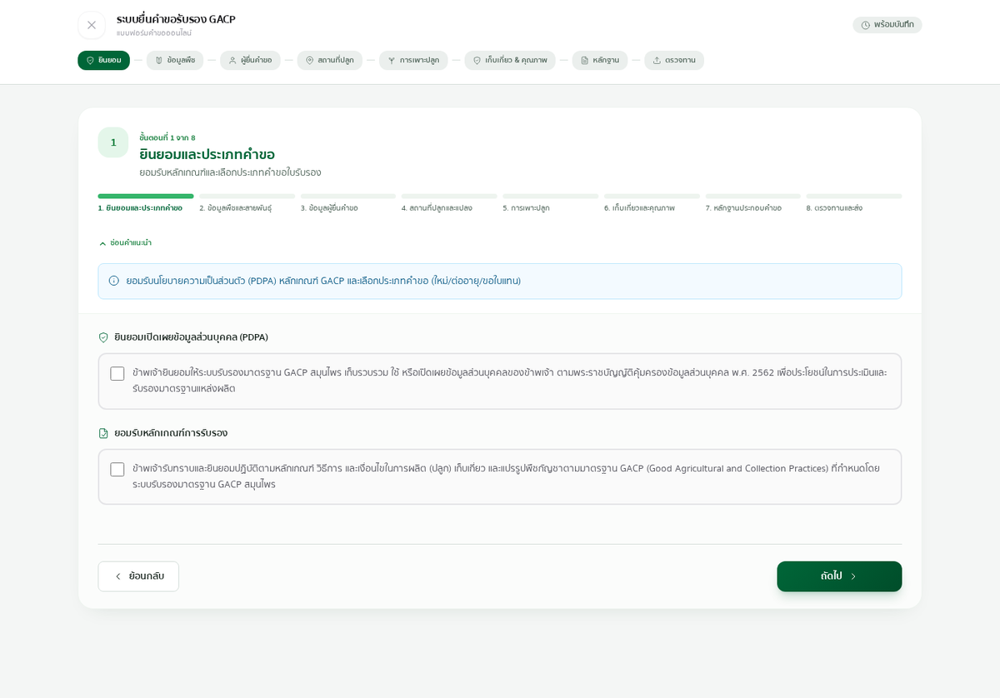 ระบบยื่นคำขอรับรอง GACP
แบบฟอร์มคำขอออนไลน์
พร้อมบันทึก
ยินยอม
ข้อมูลพืช
ผู้ยื่นคำขอ
สถานที่ปลูก
การเพาะปลูก
เก็บเกี่ยว & คุณภาพ
หลักฐาน
ตรวจทาน
1
ขั้นตอนที่ 1 จาก 8
ยินยอมและประเภทคำขอ
ยอมรับหลักเกณฑ์และเลือกประเภทคำขอใบรับรอง
1. ยินยอมและประเภทคำขอ
2. ข้อมูลพืชและสายพันธุ์
3. ข้อมูลผู้ยื่นคำขอ
4. สถานที่ปลูกและแปลง
5. การเพาะปลูก
6. เก็บเกี่ยวและคุณภาพ
7. หลักฐานประกอบคำขอ
8. ตรวจทานและส่ง
ซ่อนคำแนะนำ
ยอมรับนโยบายความเป็นส่วนตัว (PDPA) หลักเกณฑ์ GACP และเลือกประเภทคำขอ (ใหม่/ต่ออายุ/ขอใบแทน)
ยินยอมเปิดเผยข้อมูลส่วนบุคคล (PDPA)
ข้าพเจ้ายินยอมให้ระบบรับรองมาตรฐาน GACP สมุนไพร เก็บรวบรวม ใช้ หรือเปิดเผยข้อมูลส่วนบุคคลของข้าพเจ้า ตามพระราชบัญญัติคุ้มครองข้อมูลส่วนบุคคล พ.ศ. 2562 เพื่อประโยชน์ในการประเมินและ
รับรองมาตรฐานแหล่งผลิต
ยอมรับหลักเกณฑ์การรับรอง
ข้าพเจ้ารับทราบและยินยอมปฏิบัติตามหลักเกณฑ์ วิธีการ และเงื่อนไขในการผลิต (ปลูก) เก็บเกี่ยว และแปรรูปพืชกัญชาตามมาตรฐาน GACP (Good Agricultural and Collection Practices) ที่กำหนดโดย
ระบบรับรองมาตรฐาน GACP สมุนไพร
ย้อนกลับ
ถัดไป